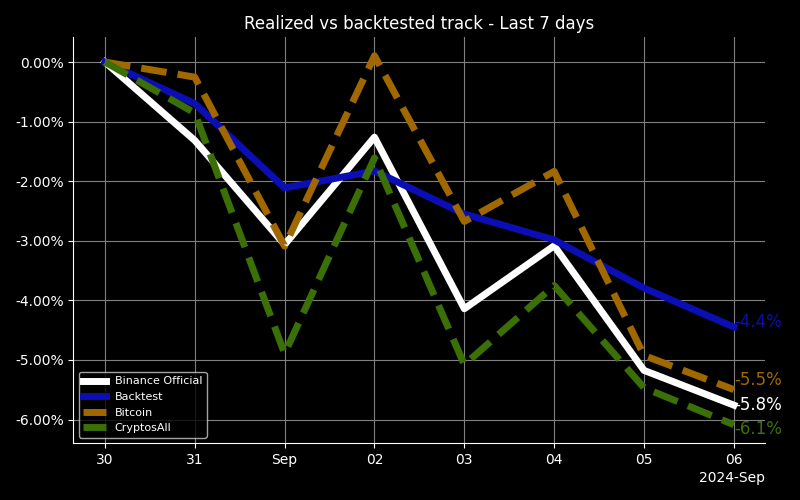 Realized vs backtested track - Last 7 days
0.00%
-1.00%
-2.00%
-3.00%
-4.00%
-5.00%
-6.00%
-4.4%
-5.5%
-5.8%
-6.1%
Binance Official
Backtest
Bitcoin
CryptosAll
30 31 Sep 02 03 04 05 06
2024-Sep